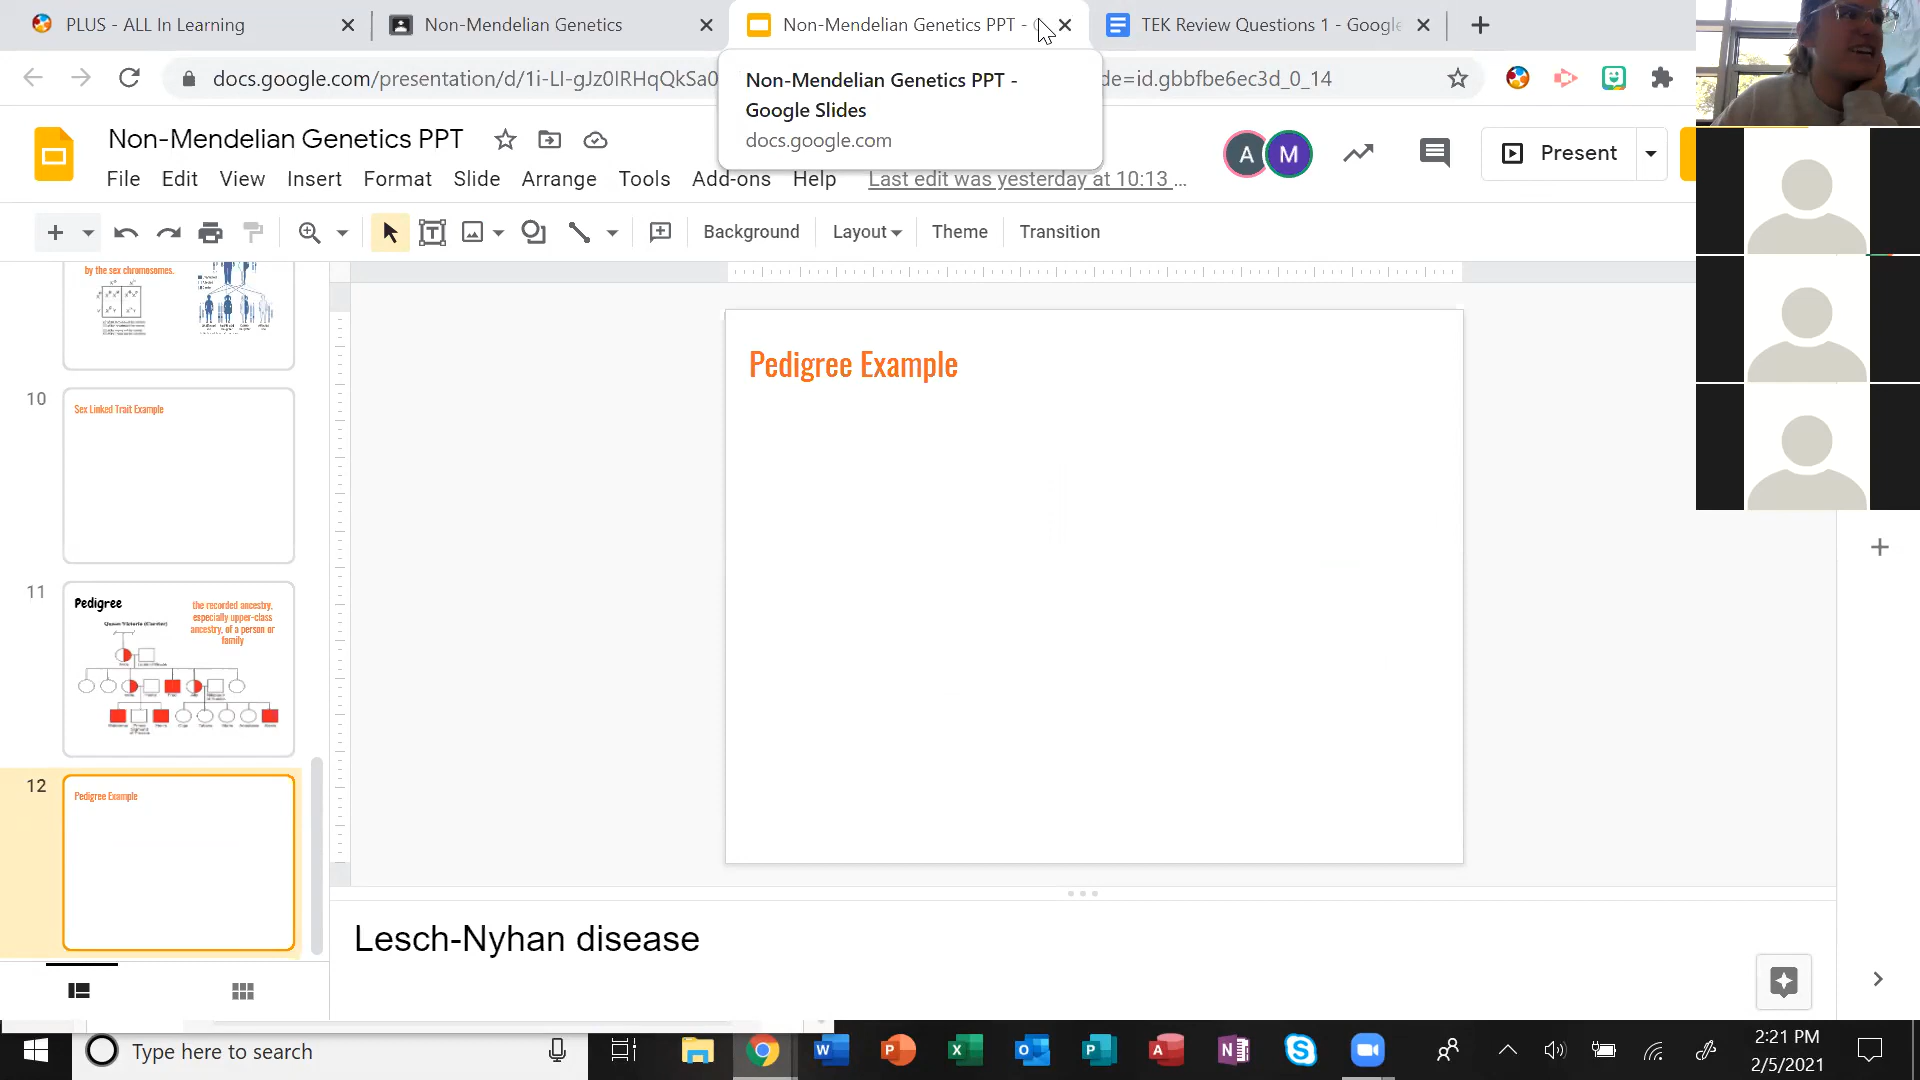 PLUS - ALL In Learning
Non-Mendelian Genetics
Non-Mendelian Genetics PPT -
TEK Review Questions 1 - Google
docs.google.com/presentation/d/1i-LI-gJz0IRHqQkSa0
de=id.gbbfbe6ec3d_0_14
Non-Mendelian Genetics PPT -
Google Slides
docs.google.com
Non-Mendelian Genetics PPT
A
M
Present
File Edit View Insert Format Slide Arrange Tools Add-ons Help Last edit was yesterday at 10:13 ...
Background Layout Theme Transition
by the sex chromosomes.
10
Sex Linked Trait Example
11
Pedigree
the recorded ancestry,
especially upper-class
ancestry, of a person or
family
Queen Victoria (Carrier)
12
Pedigree Example
Pedigree Example
Lesch-Nyhan disease
Type here to search
2:21 PM
2/5/2021